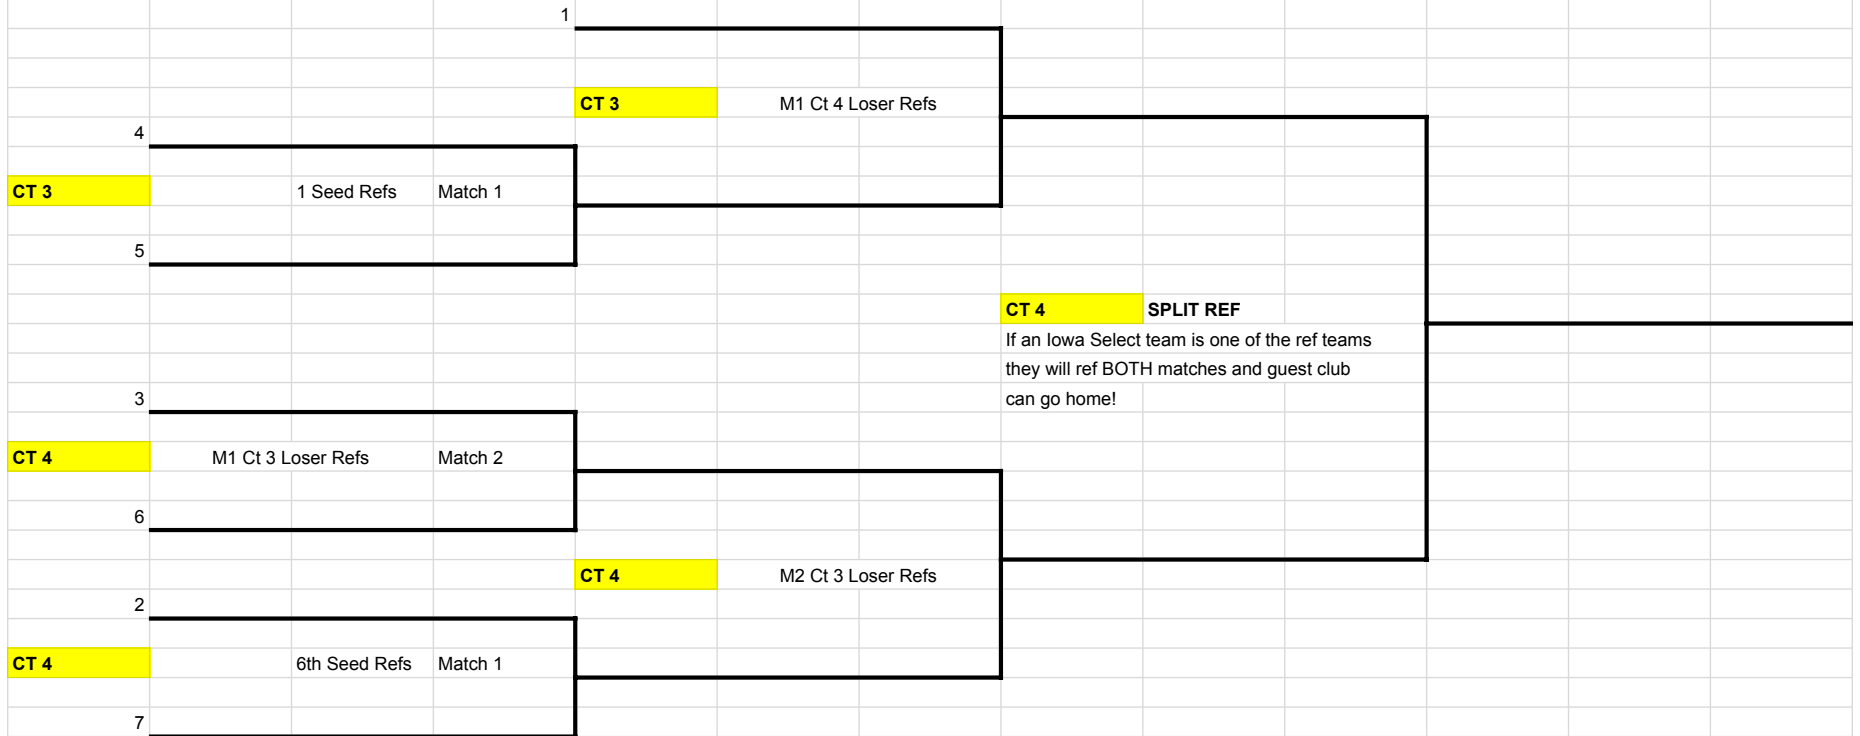 1
CT 3 M1 Ct 4 Loser Refs
4
CT 3 1 Seed Refs Match 1
5
CT 4 SPLIT REF
If an Iowa Select team is one of the ref teams
they will ref BOTH matches and guest club
can go home!
3
CT 4 M1 Ct 3 Loser Refs Match 2
6
CT 4 M2 Ct 3 Loser Refs
2
CT 4 6th Seed Refs Match 1
7